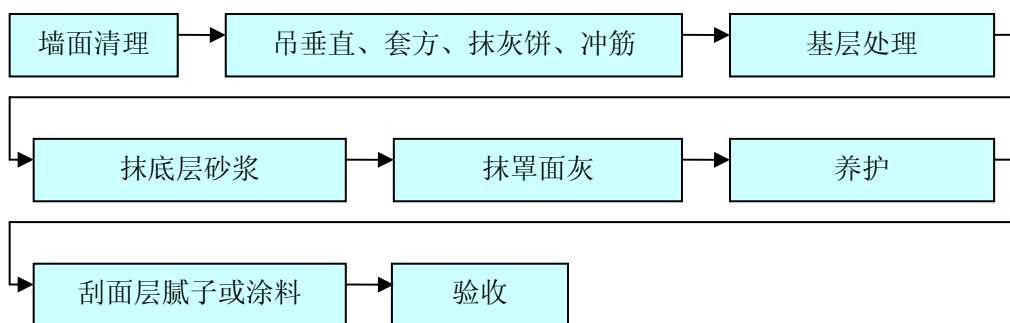 墙面清理
吊垂直、套方、抹灰饼、冲筋
基层处理
抹底层砂浆
抹罩面灰
养护
刮面层腻子或涂料
验收